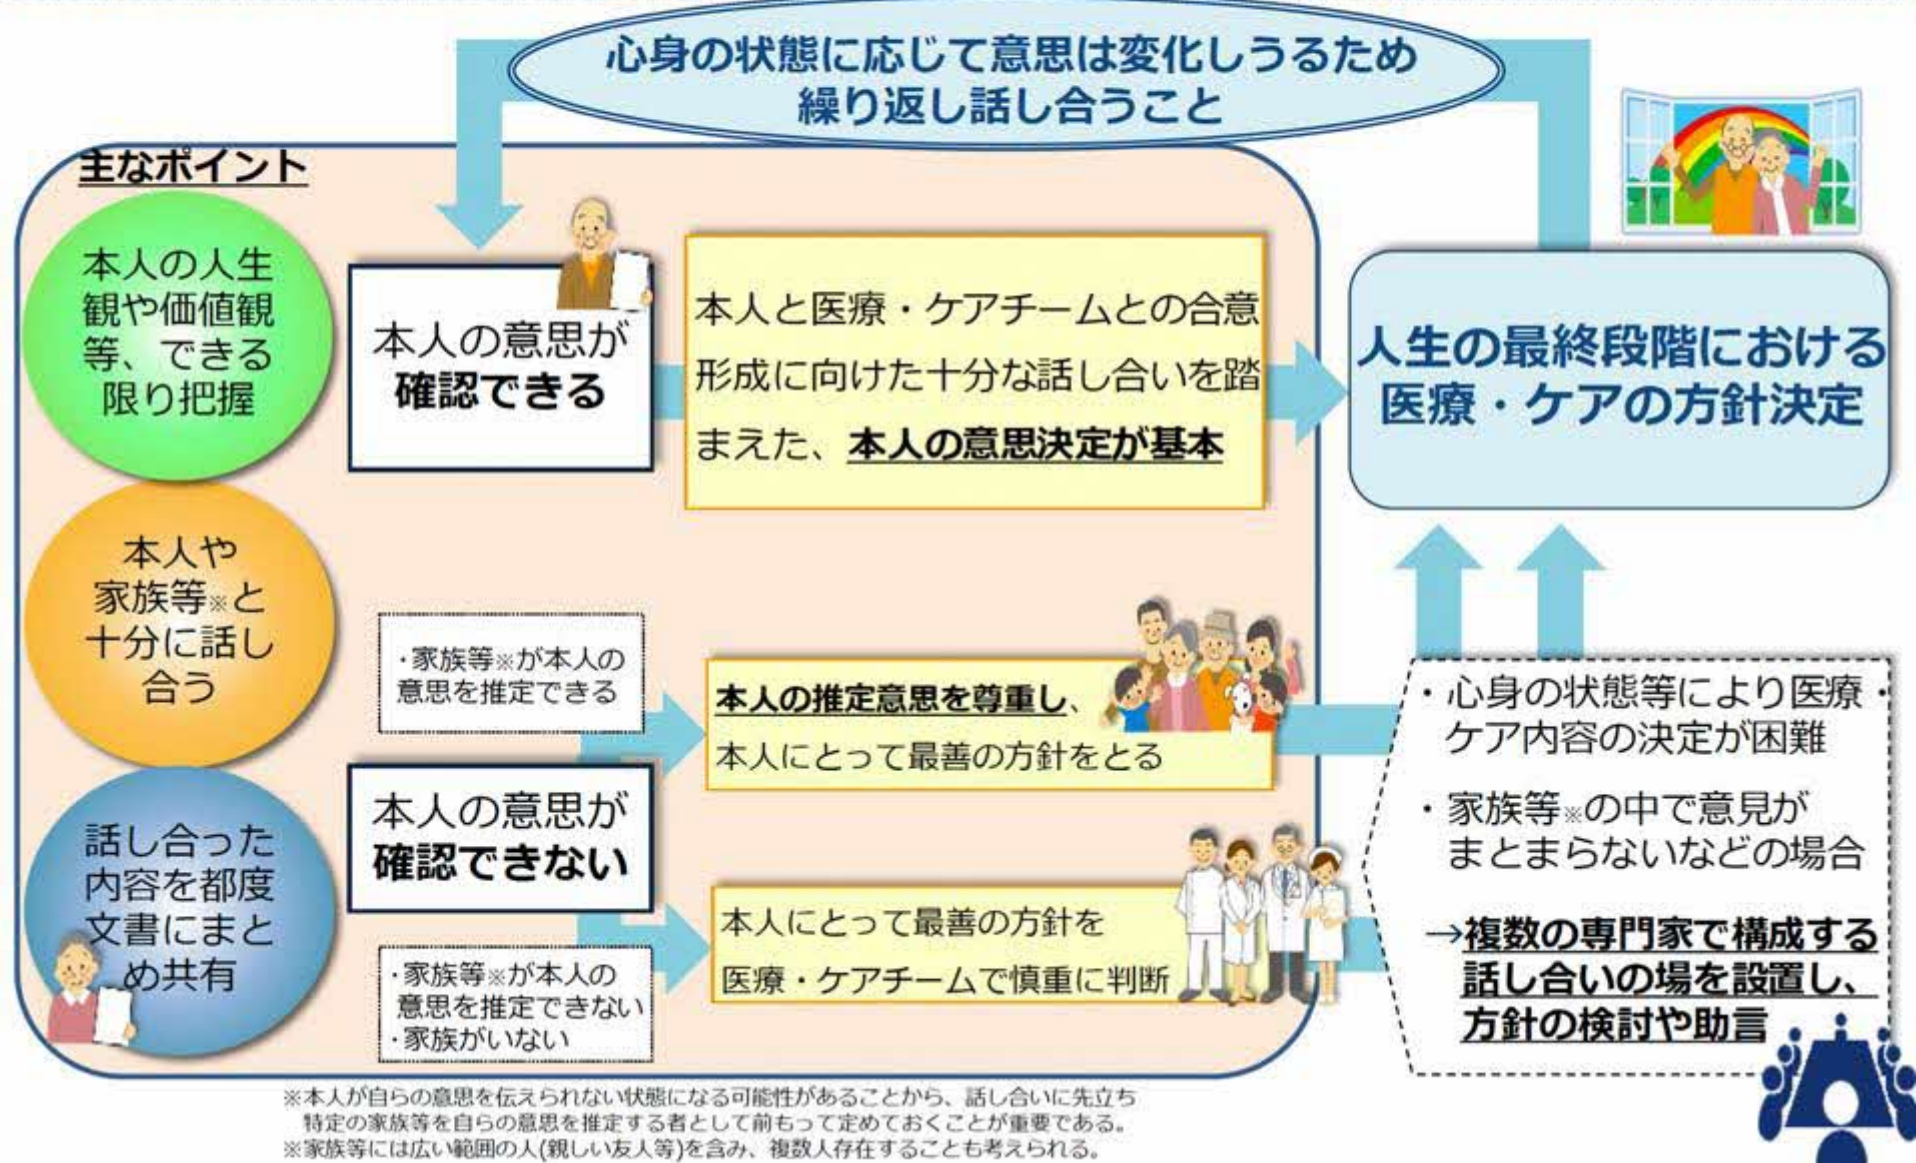 心身の状態に応じて意思は変化しうるため
繰り返し話し合うこと
主なポイント
本人の人生
観や価値観
等、できる
限り把握
本人や
家族等※と
十分に話し
合う
話し合った
内容を都度
文書にまと
め共有
本人の意思が
確認できる
本人と医療・ケアチームとの合意
形成に向けた十分な話し合いを踏
まえた、本人の意思決定が基本
人生の最終段階における
医療・ケアの方針決定
・家族等※が本人の
意思を推定できる
本人の推定意思を尊重し、
本人にとって最善の方針をとる
本人の意思が
確認できない
・家族等※が本人の
意思を推定できない
・家族がいない
本人にとって最善の方針を
医療・ケアチームで慎重に判断
・心身の状態等により医療・
ケア内容の決定が困難
・家族等※の中で意見が
まとまらないなどの場合
→複数の専門家で構成する
話し合いの場を設置し、
方針の検討や助言
※本人が自らの意思を伝えられない状態になる可能性があることから、話し合いに先立ち
特定の家族等を自らの意思を推定する者として前もって定めておくことが重要である。
※家族等には広い範囲の人(親しい友人等)を含み、複数人存在することも考えられる。